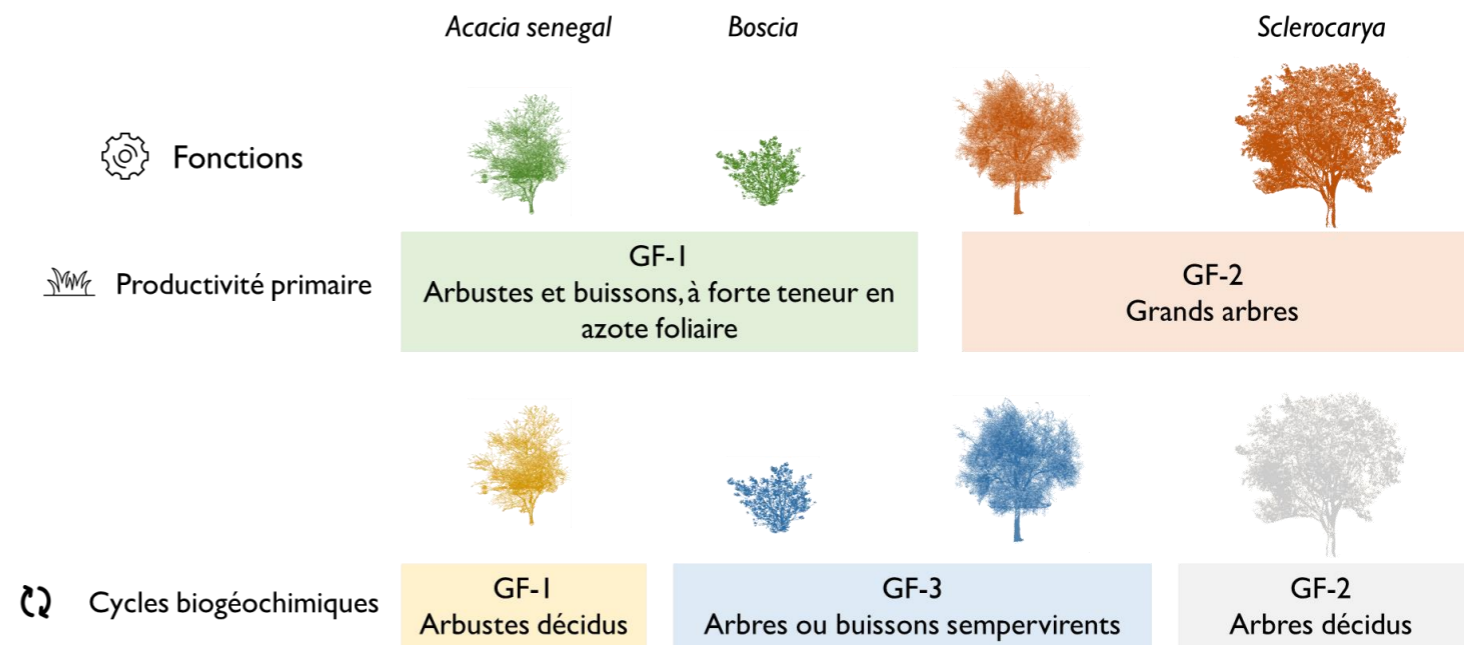 Acacia senegal
Boscia
Sclerocarya
Fonctions
Productivité primaire
GF-1
Arbustes et buissons, à forte teneur en
azote foliaire
GF-2
Grands arbres
Cycles biogéochimiques
GF-1
Arbustes décidus
GF-3
Arbres ou buissons sempervirents
GF-2
Arbres décidus